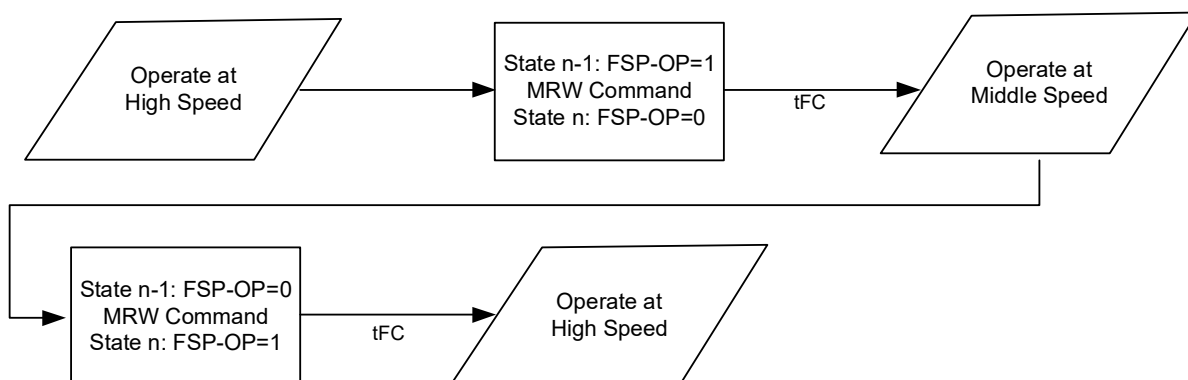 Operate at
High Speed
State n-1: FSP-OP=1
MRW Command
State n: FSP-OP=0
tFC
Operate at
Middle Speed
State n-1: FSP-OP=0
MRW Command
State n: FSP-OP=1
tFC
Operate at
High Speed